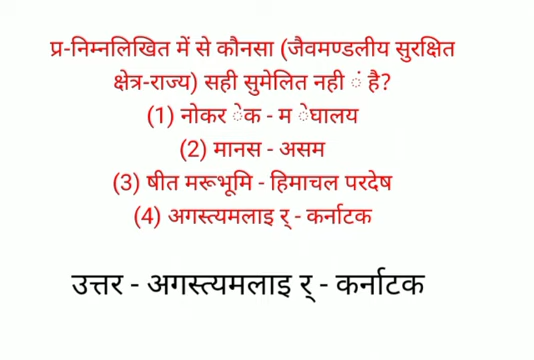 प्र-निम्नलिखित में से कौनसा (जैवमण्डलीय सुरक्षित
क्षेत्र-राज्य) सही सुमेलित नही ं है?
(1) नोकर ेक - म ेघालय
(2) मानस - असम
(3) षीत मरूभूमि - हिमाचल परदेष
(4) अगस्त्यमलाइ र् - कर्नाटक
उत्तर - अगस्त्यमलाइ र् - कर्नाटक